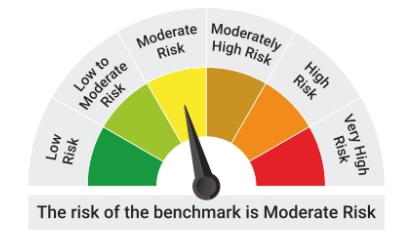 Low
Risk
Low to
Moderate
Risk
Moderate
Risk
Moderately
High Risk
High
Risk
Very High
Risk
The risk of the benchmark is Moderate Risk